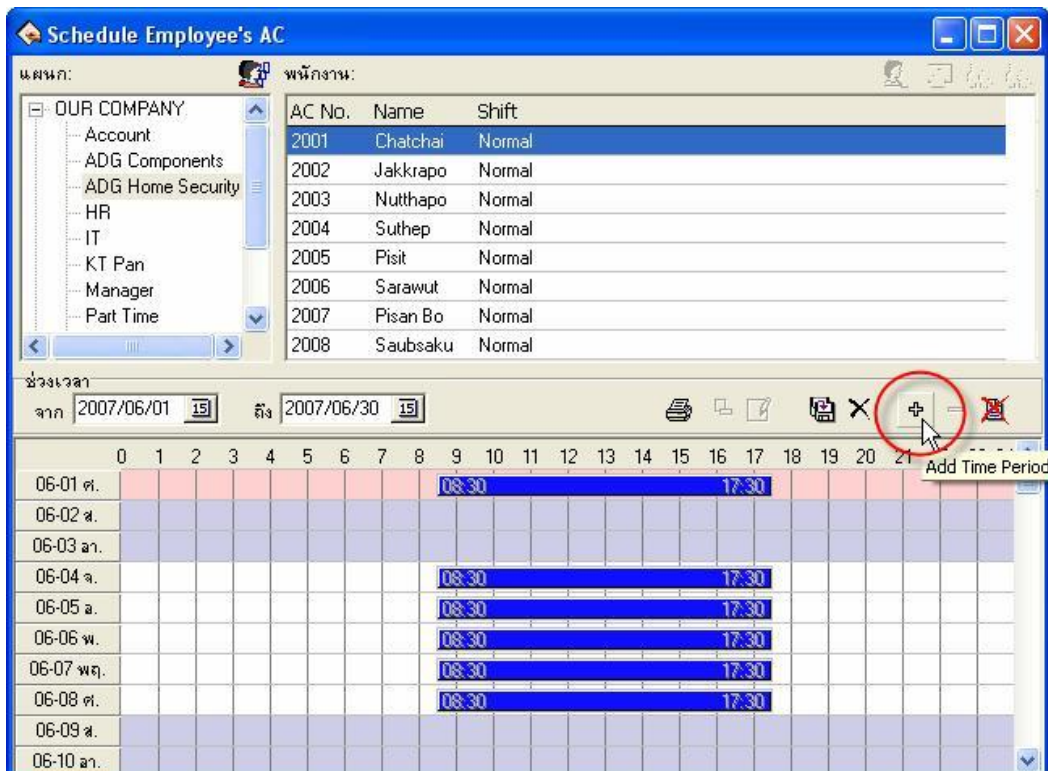 Schedule Employee's AC
แผนก:
พนักงาน:
OUR COMPANY
Account
ADG Components
ADG Home Security
HR
IT
KT Pan
Manager
Part Time
AC No. Name Shift
2001 Chatchai Normal
2002 Jakkrapo Normal
2003 Nutthapo Normal
2004 Suthep Normal
2005 Pisit Normal
2006 Sarawut Normal
2007 Pisan Bo Normal
2008 Saubsaku Normal
ช่วงเวลา
จาก 2007/06/01 15 ถึง 2007/06/30 15
Add Time Period
0 1 2 3 4 5 6 7 8 9 10 11 12 13 14 15 16 17 18 19 20 21
06-01 ศ. 08:30 17:30
06-02 ส.
06-03 อา.
06-04 จ. 08:30 17:30
06-05 อ. 08:30 17:30
06-06 พ. 08:30 17:30
06-07 พฤ. 08:30 17:30
06-08 ศ. 08:30 17:30
06-09 ส.
06-10 อา.